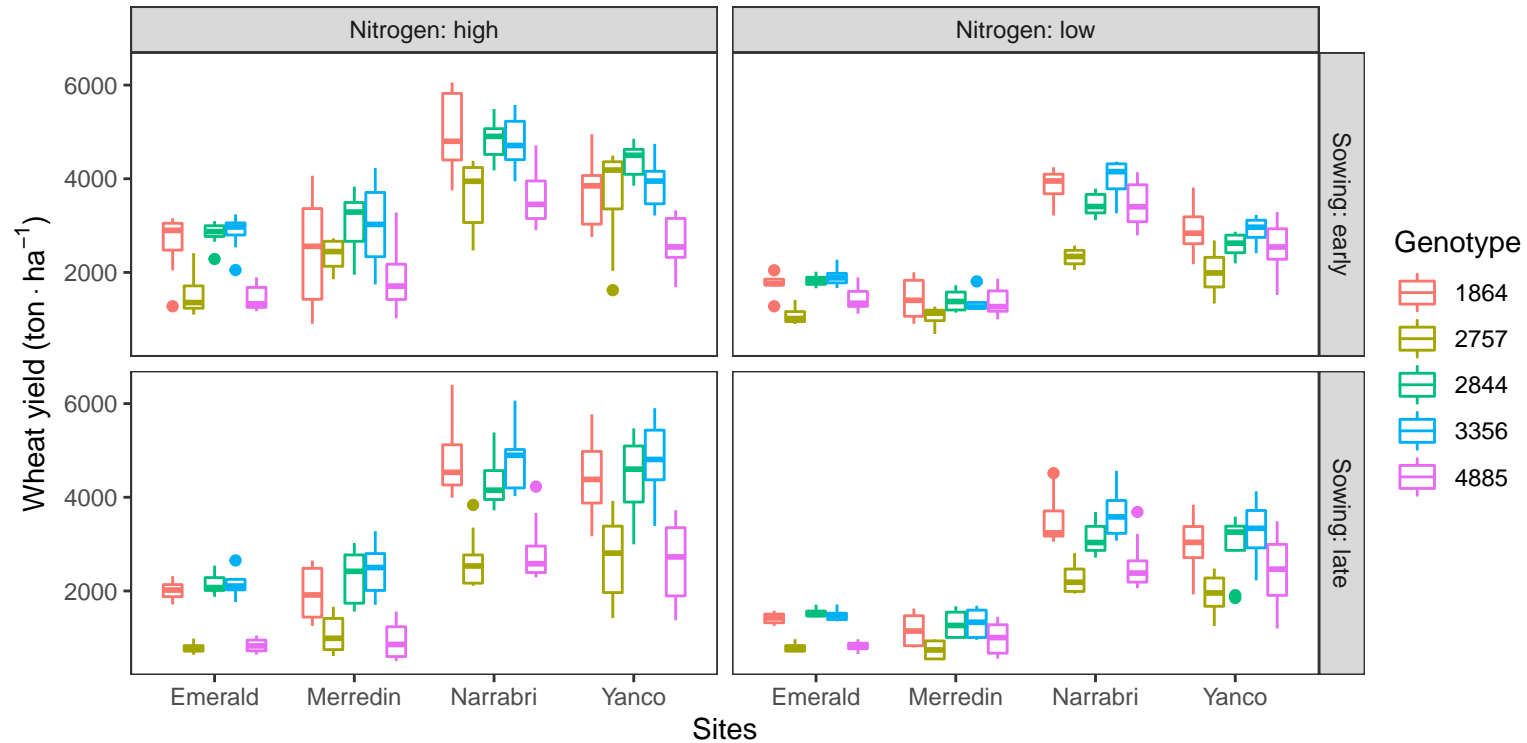 Nitrogen: high
Nitrogen: low
6000
4000
2000
Sowing: early
6000
4000
2000
Sowing: late
Wheat yield (ton · ha⁻¹)
Emerald Merredin Narrabri Yanco
Emerald Merredin Narrabri Yanco
Sites
Genotype
1864
2757
2844
3356
4885